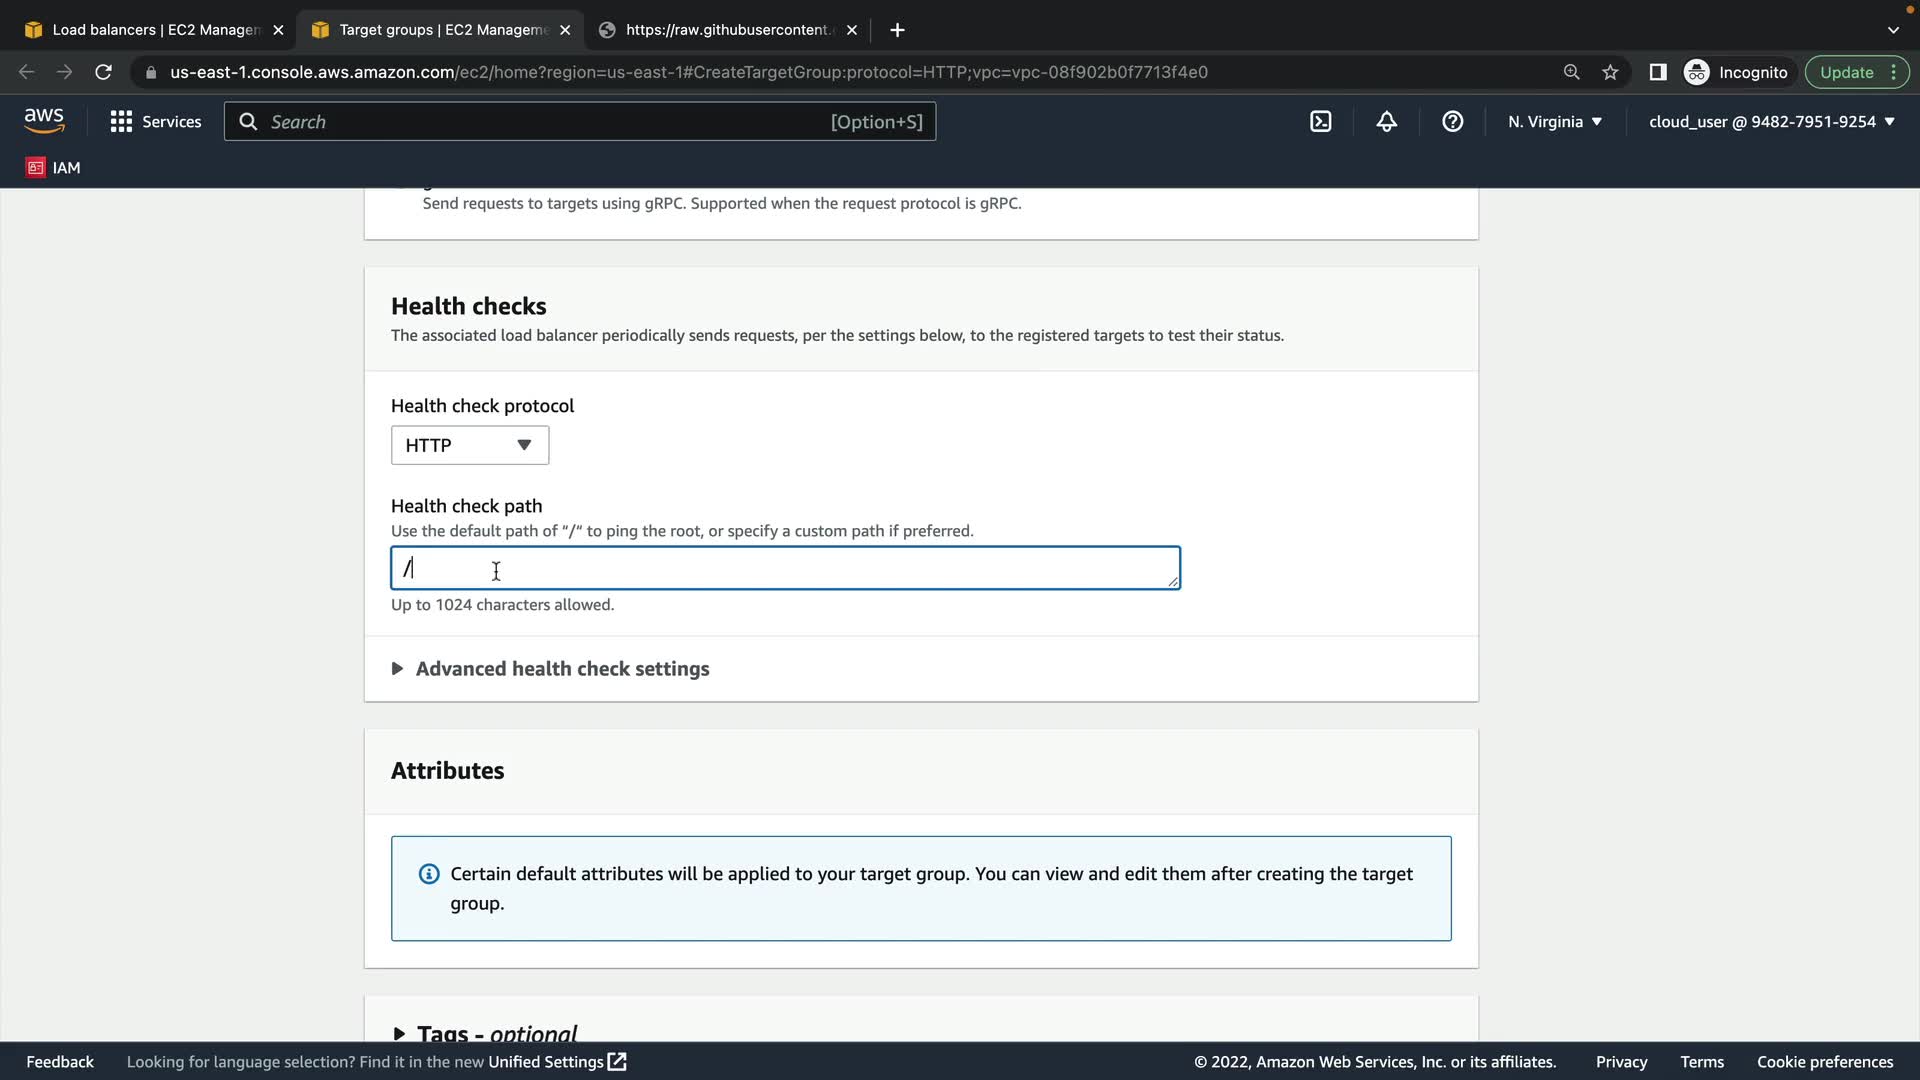 Load balancers | EC2 Managem
Target groups | EC2 Manageme
https://raw.githubusercontent.
us-east-1.console.aws.amazon.com/ec2/home?region=us-east-1#CreateTargetGroup:protocol=HTTP;vpc=vpc-08f902b0f7713f4e0
Incognito
Update
aws
Services
Search
[Option+S]
N. Virginia
cloud_user @ 9482-7951-9254
IAM
Send requests to targets using gRPC. Supported when the request protocol is gRPC.
Health checks
The associated load balancer periodically sends requests, per the settings below, to the registered targets to test their status.
Health check protocol
HTTP
Health check path
Use the default path of "/" to ping the root, or specify a custom path if preferred.
/
Up to 1024 characters allowed.
Advanced health check settings
Attributes
Certain default attributes will be applied to your target group. You can view and edit them after creating the target
group.
Tags - optional
Feedback
Looking for language selection? Find it in the new Unified Settings
© 2022, Amazon Web Services, Inc. or its affiliates.
Privacy
Terms
Cookie preferences